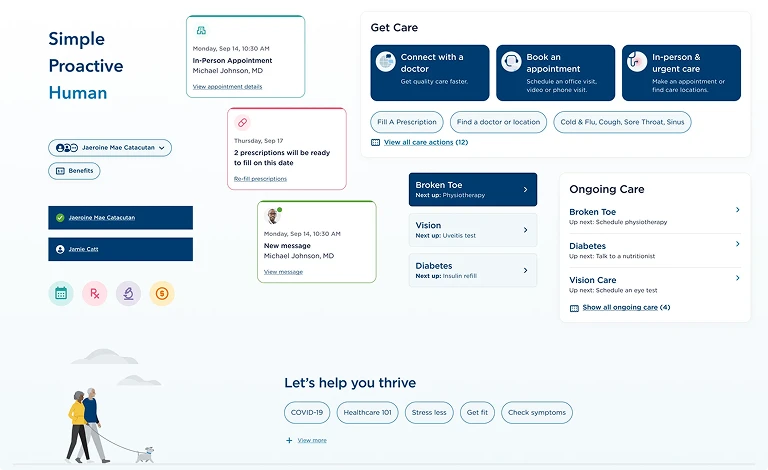 Simple
Proactive
Human
Jaeroine Mae Catacutan
Benefits
Jaeroine Mae Catacutan
Jamie Catt
Monday, Sep 14, 10:30 AM
In-Person Appointment
Michael Johnson, MD
View appointment details
Thursday, Sep 17
2 prescriptions will be ready
to fill on this date
Re-fill prescriptions
Monday, Sep 14, 10:30 AM
New message
Michael Johnson, MD
View message
Get Care
Connect with a
doctor
Get quality care faster.
Book an
appointment
Schedule an office visit,
video or phone visit.
In-person &
urgent care
Make an appointment or
find care locations.
Fill A Prescription
Find a doctor or location
Cold & Flu, Cough, Sore Throat, Sinus
View all care actions (12)
Broken Toe
Next up: Physiotherapy
Vision
Next up: Uveitis test
Diabetes
Next up: Insulin refill
Ongoing Care
Broken Toe
Up next: Schedule physiotherapy
Diabetes
Up next: Talk to a nutritionist
Vision Care
Up next: Schedule an eye test
Show all ongoing care (4)
Let's help you thrive
COVID-19
Healthcare 101
Stress less
Get fit
Check symptoms
View more